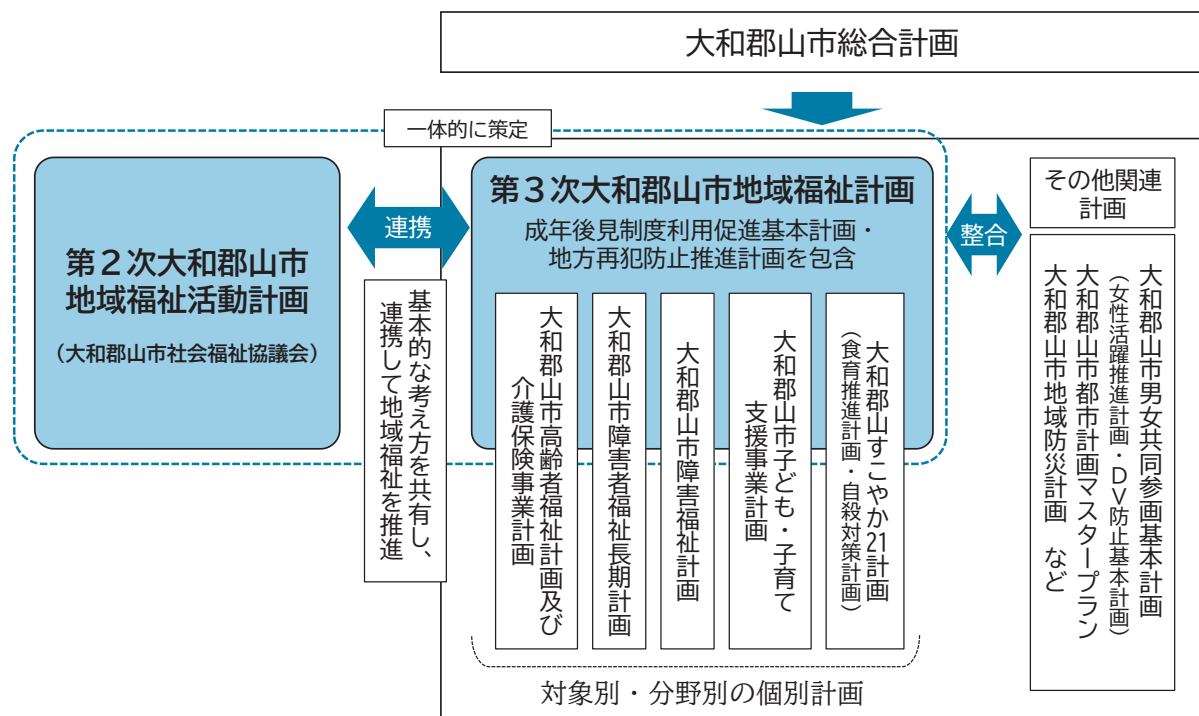 大和郡山市総合計画
一体的に策定
第２次大和郡山市
地域福祉活動計画
（大和郡山市社会福祉協議会）
連携
基本的な考え方を共有し、
連携して地域福祉を推進
第３次大和郡山市地域福祉計画
成年後見制度利用促進基本計画・
地方再犯防止推進計画を包含
大和郡山市高齢者福祉計画及び
介護保険事業計画
大和郡山市障害者福祉長期計画
大和郡山市障害福祉計画
大和郡山市子ども・子育て
支援事業計画
大和郡山すこやか21計画
（食育推進計画・自殺対策計画）
対象別・分野別の個別計画
整合
その他関連
計画
大和郡山市男女共同参画基本計画
（女性活躍推進計画・ＤＶ防止基本計画）
大和郡山市都市計画マスタープラン
大和郡山市地域防災計画　など